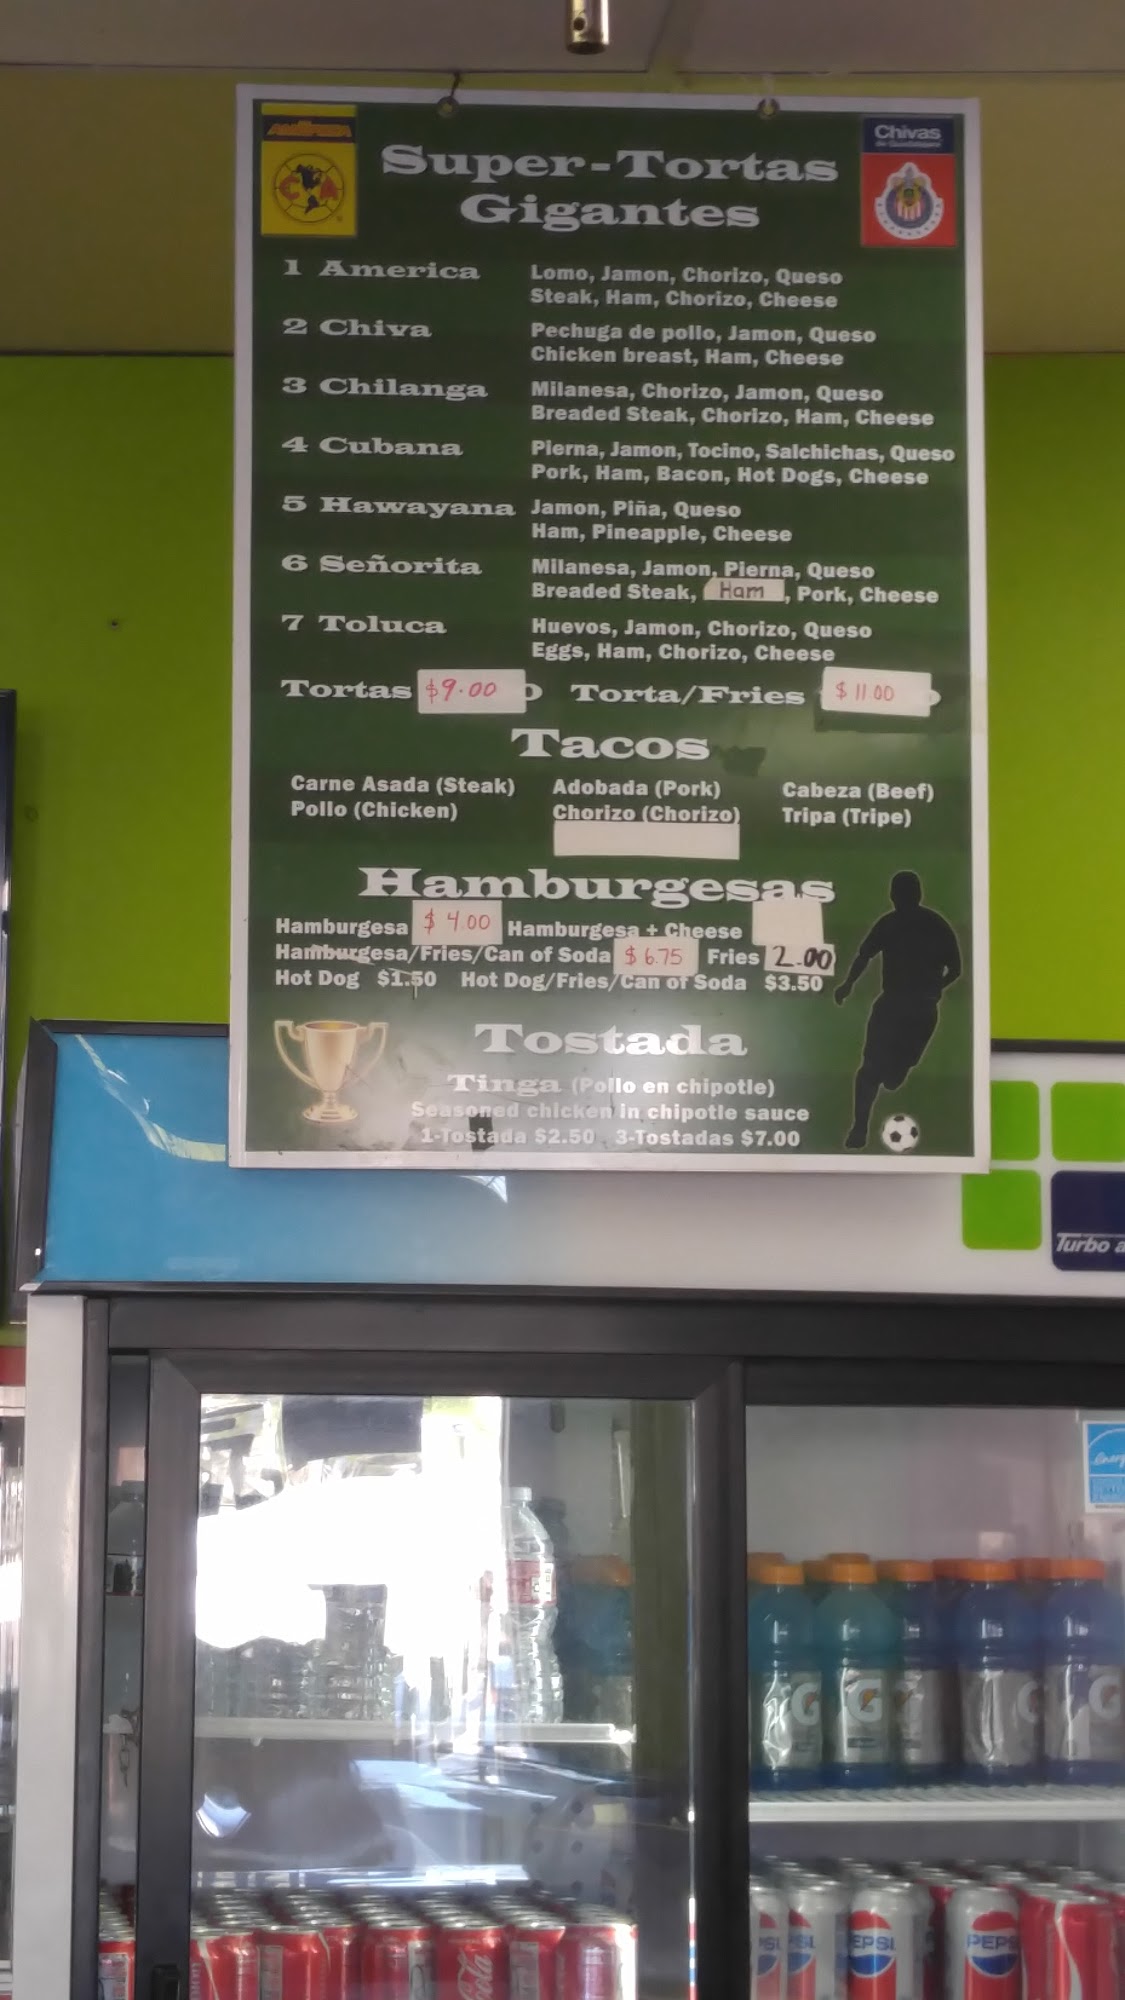 AMÉRICA
CA
Chivas
de Guadalajara
Super-Tortas
Gigantes
1 America Lomo, Jamon, Chorizo, Queso
Steak, Ham, Chorizo, Cheese
2 Chiva Pechuga de pollo, Jamon, Queso
Chicken breast, Ham, Cheese
3 Chilanga Milanesa, Chorizo, Jamon, Queso
Breaded Steak, Chorizo, Ham, Cheese
4 Cubana Pierna, Jamon, Tocino, Salchichas, Queso
Pork, Ham, Bacon, Hot Dogs, Cheese
5 Hawayana Jamon, Piña, Queso
Ham, Pineapple, Cheese
6 Señorita Milanesa, Jamon, Pierna, Queso
Breaded Steak, Ham, Pork, Cheese
7 Toluca Huevos, Jamon, Chorizo, Queso
Eggs, Ham, Chorizo, Cheese
Tortas $9.00 Torta/Fries $11.00
Tacos
Carne Asada (Steak) Adobada (Pork) Cabeza (Beef)
Pollo (Chicken) Chorizo (Chorizo) Tripa (Tripe)
Hamburgesas
Hamburgesa $4.00 Hamburgesa + Cheese
Hamburgesa/Fries/Can of Soda $6.75 Fries 2.00
Hot Dog $1.50 Hot Dog/Fries/Can of Soda $3.50
Tostada
Tinga (Pollo en chipotle)
Seasoned chicken in chipotle sauce
1-Tostada $2.50 3-Tostadas $7.00
Turbo a
G
G
G
G
Cola
PEPSI
PEPS